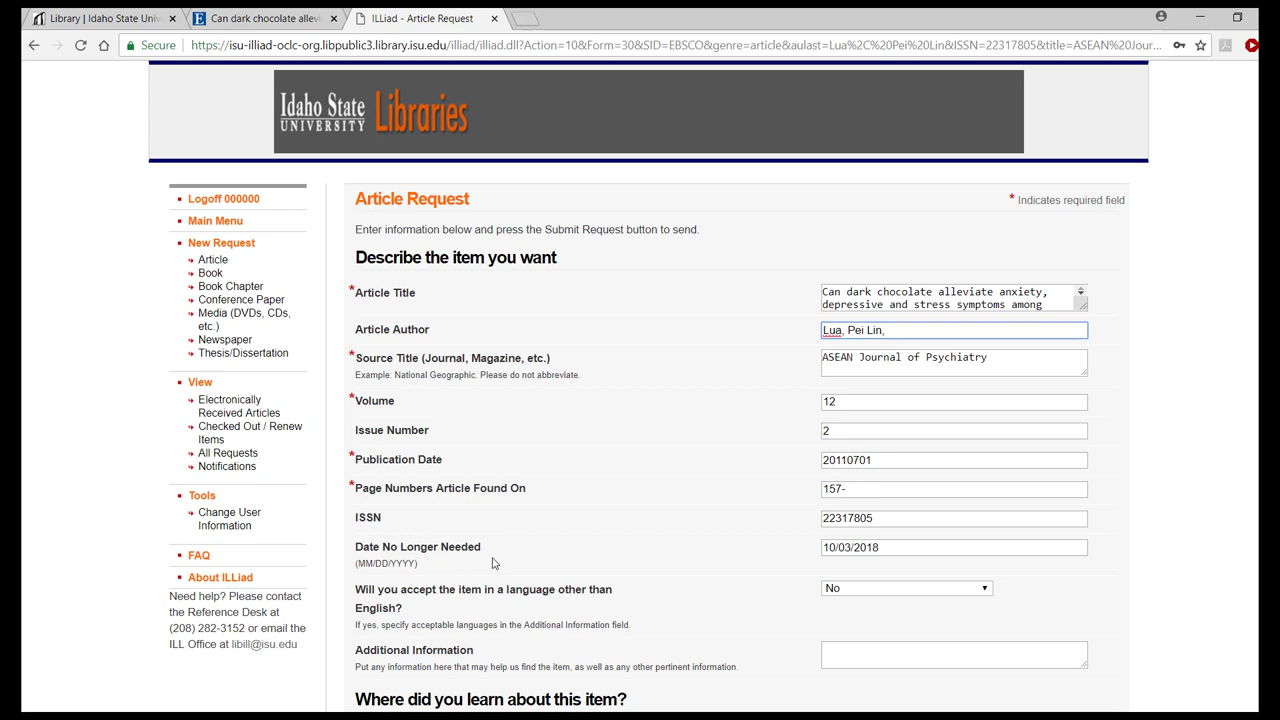 Library | Idaho State Univ
Can dark chocolate allevi
ILLiad - Article Request
Secure
https://isu-illiad-oclc-org.libpublic3.library.isu.edu/illiad/illiad.dll?Action=10&Form=30&SID=EBSCO&genre=article&aulast=...%2C%20Pei%20Lin&ISSN=22317805&title=ASEAN%20Jour...
Idaho State
UNIVERSITY
Libraries
Logoff 000000
Main Menu
New Request
Article
Book
Book Chapter
Conference Paper
Media (DVDs, CDs,
etc.)
Newspaper
Thesis/Dissertation
View
Electronically
Received Articles
Checked Out / Renew
Items
All Requests
Notifications
Tools
Change User
Information
FAQ
About ILLiad
Need help? Please contact
the Reference Desk at
(208) 282-3152 or email the
ILL Office at libill@isu.edu
Article Request
* Indicates required field
Enter information below and press the Submit Request button to send.
Describe the item you want
*Article Title
Can dark chocolate alleviate anxiety,
depressive and stress symptoms among
Article Author
Lua, Pei Lin,
*Source Title (Journal, Magazine, etc.)
Example: National Geographic. Please do not abbreviate.
ASEAN Journal of Psychiatry
*Volume
12
Issue Number
2
*Publication Date
20110701
*Page Numbers Article Found On
157-
ISSN
22317805
Date No Longer Needed
(MM/DD/YYYY)
10/03/2018
Will you accept the item in a language other than
English?
If yes, specify acceptable languages in the Additional Information field.
No
Additional Information
Put any information here that may help us find the item, as well as any other pertinent information.
Where did you learn about this item?